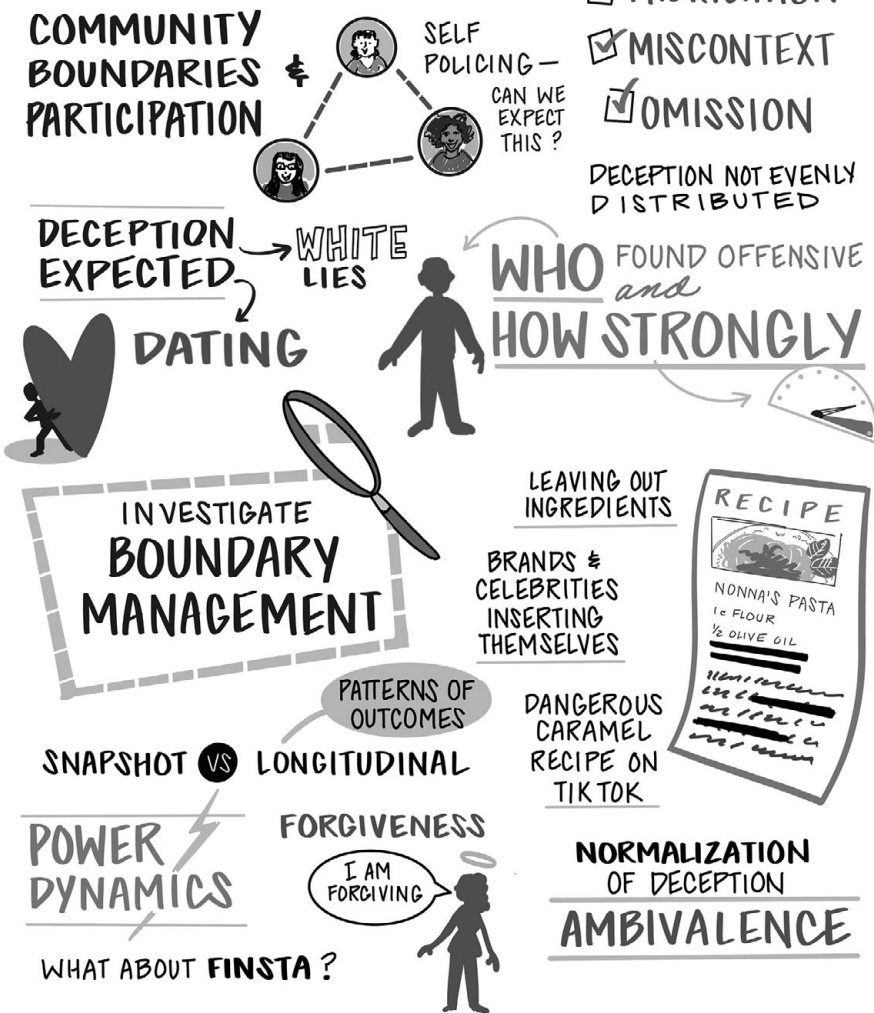 COMMUNITY
BOUNDARIES &
PARTICIPATION
SELF
POLICING—
CAN WE
EXPECT
THIS?
MISCONTEXT
OMISSION
DECEPTION NOT EVENLY
DISTRIBUTED
DECEPTION
EXPECTED
WHITE
LIES
DATING
WHO FOUND OFFENSIVE
and
HOW STRONGLY
INVESTIGATE
BOUNDARY
MANAGEMENT
LEAVING OUT
INGREDIENTS
BRANDS &
CELEBRITIES
INSERTING
THEMSELVES
DANGEROUS
CARAMEL
RECIPE ON
TIKTOK
RECIPE
NONNA'S PASTA
1c FLOUR
½ OLIVE OIL
PATTERNS OF
OUTCOMES
SNAPSHOT VS LONGITUDINAL
POWER
DYNAMICS
WHAT ABOUT FINSTA?
FORGIVENESS
I AM
FORGIVING
NORMALIZATION
OF DECEPTION
AMBIVALENCE